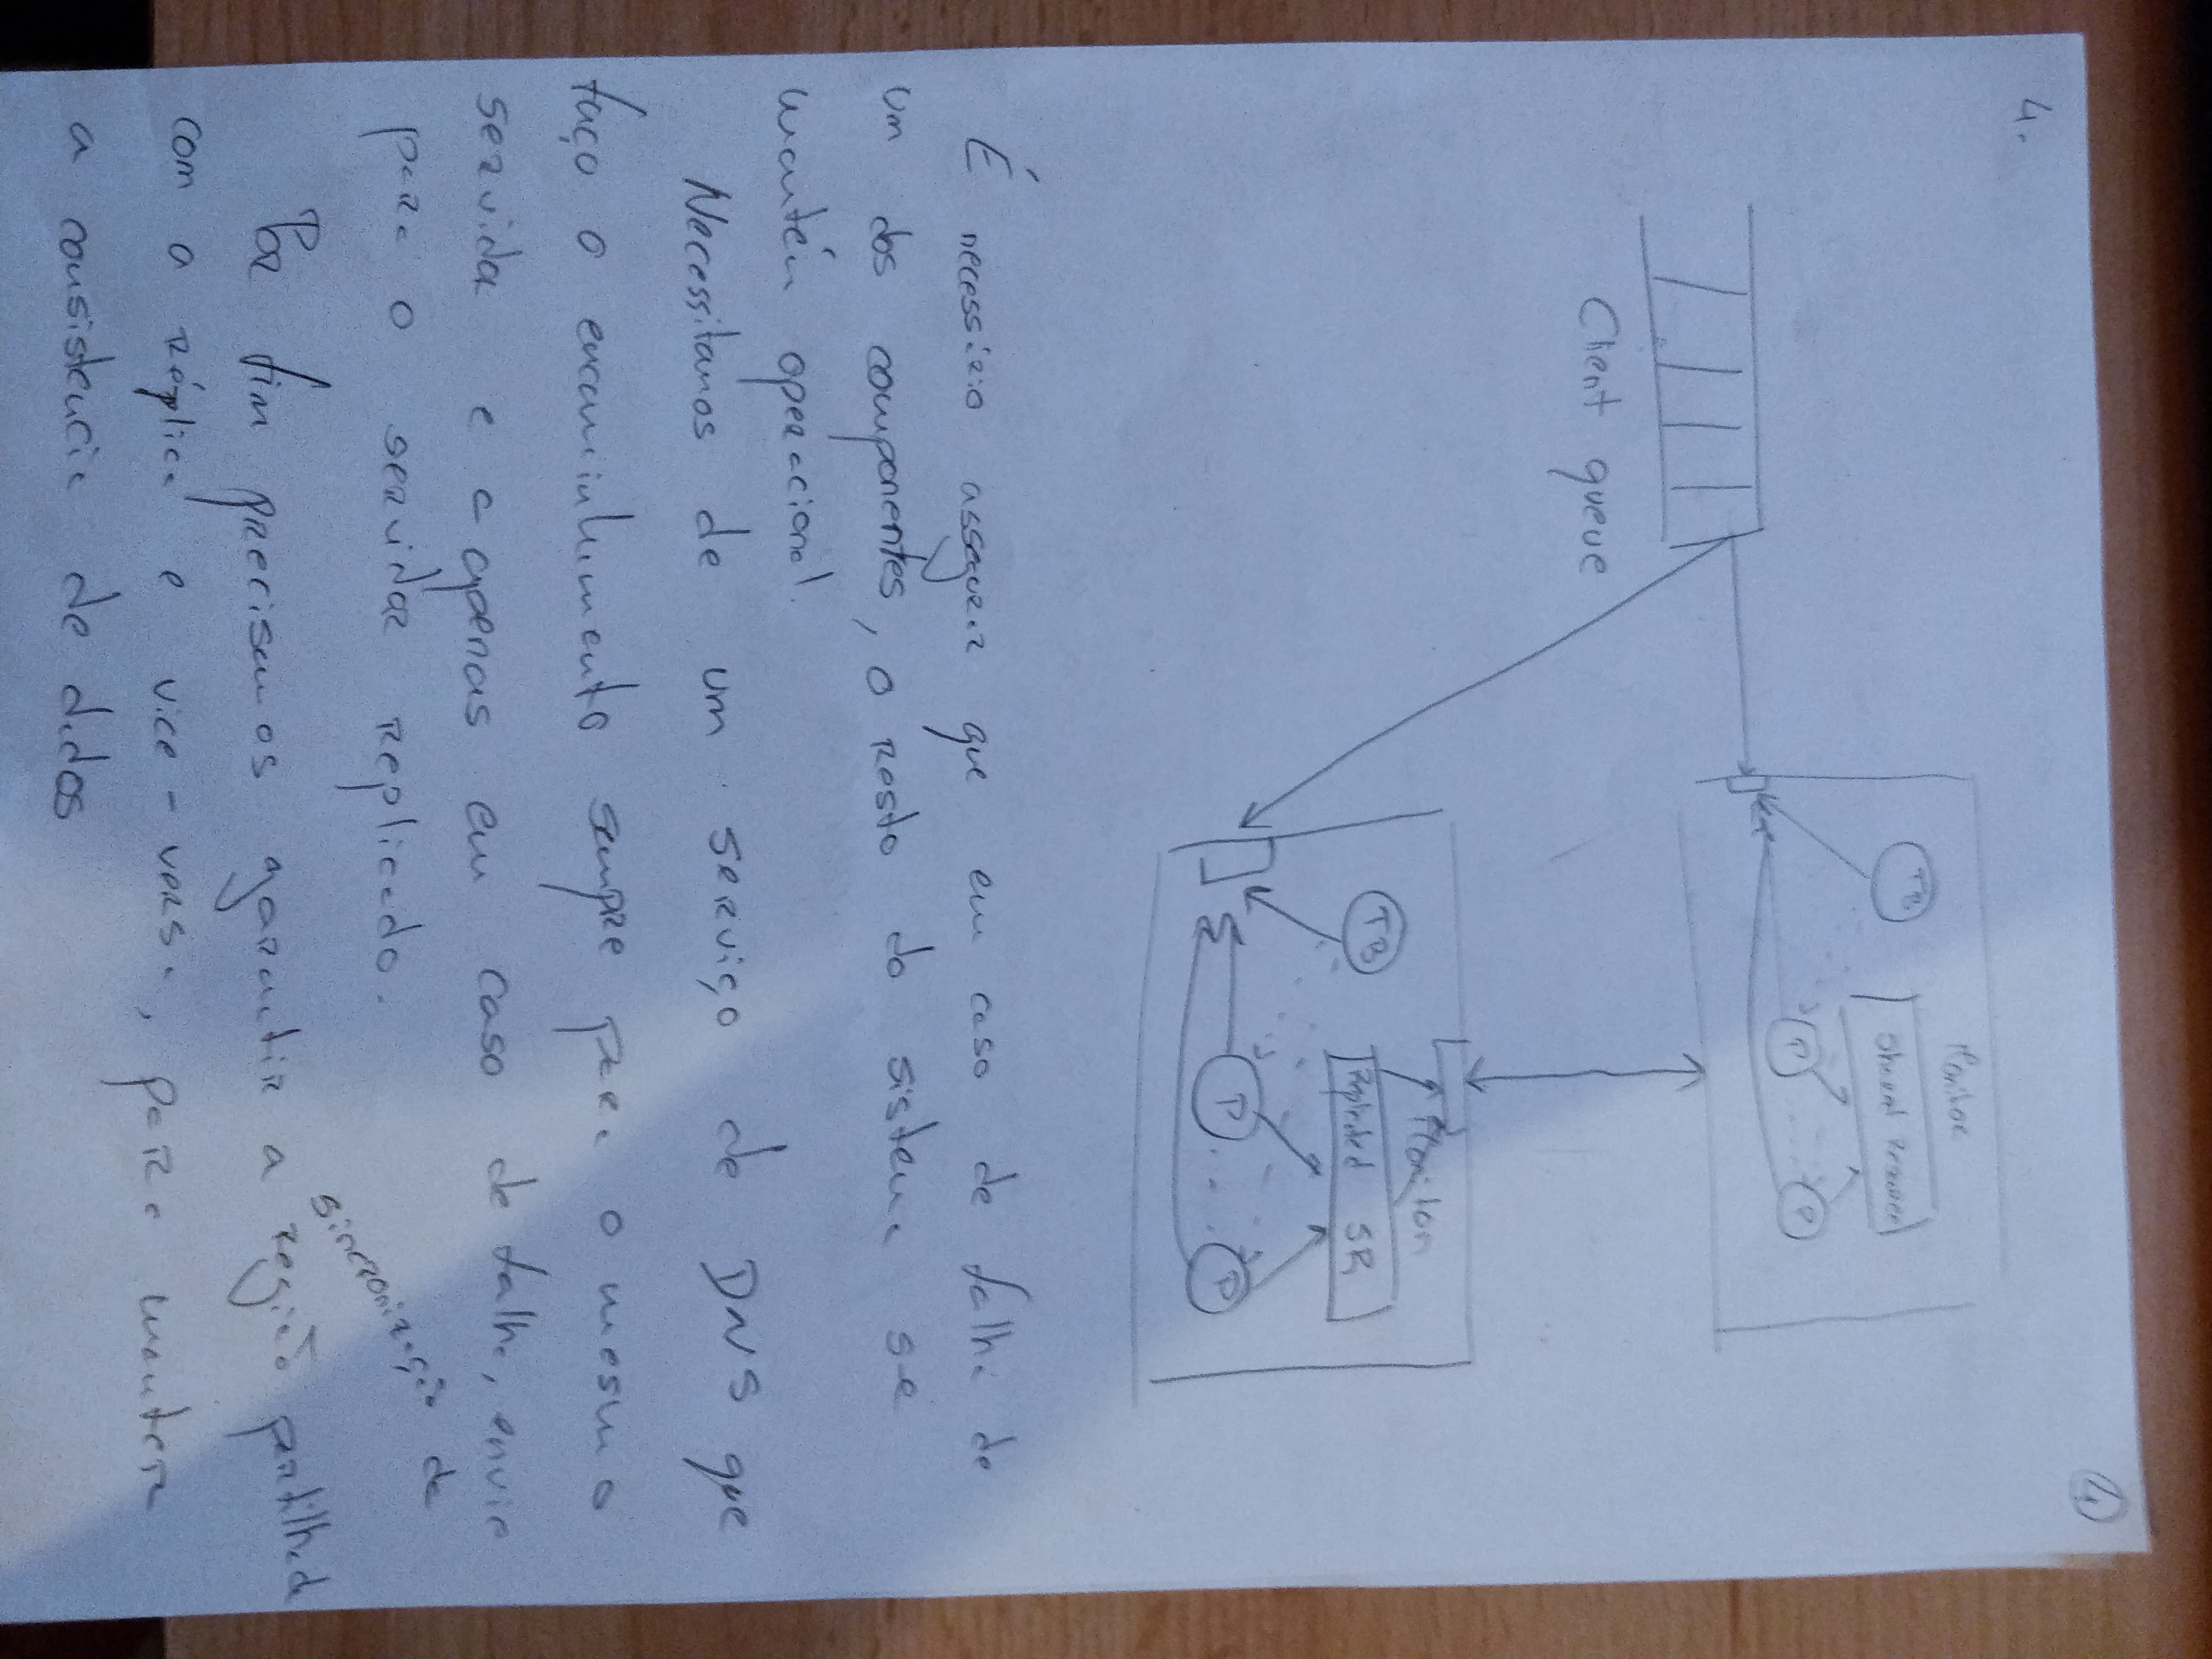 4.
4
Monitor
TB
Shared Resource
P
P
Client queue
Monitor
TB
Replicated SR
P
P
É necessário assegurar que em caso de falha de
um dos componentes, o resto do sistema se
mantém operacional.
Necessitamos de um serviço de DNS que
faço o encaminhamento sempre para o mesmo
servidor e a apenas em caso de falha, envie
para o servidor replicado.
sincronização da
Por fim precisamos garantir a região partilhada
com a réplica e vice-versa, para manter
a consistencia de dados